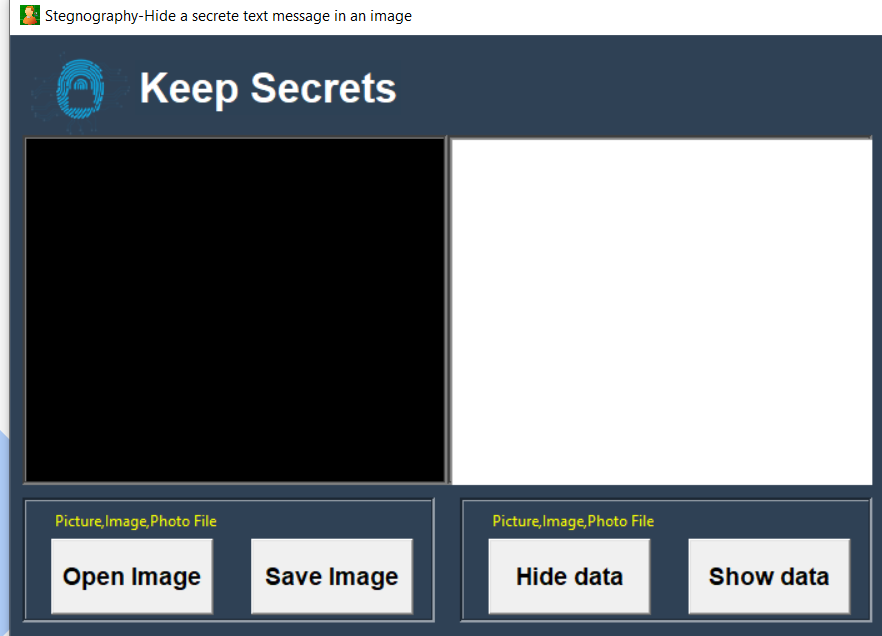 Stegnography-Hide a secrete text message in an image
Keep Secrets
Picture,Image,Photo File
Open Image
Save Image
Picture,Image,Photo File
Hide data
Show data